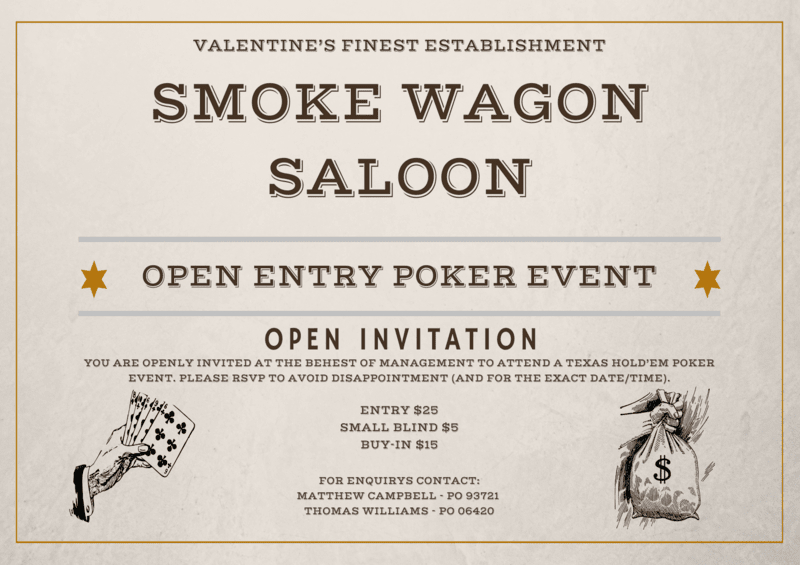 VALENTINE'S FINEST ESTABLISHMENT
SMOKE WAGON
SALOON
OPEN ENTRY POKER EVENT
OPEN INVITATION
YOU ARE OPENLY INVITED AT THE BEHEST OF MANAGEMENT TO ATTEND A TEXAS HOLD'EM POKER
EVENT. PLEASE RSVP TO AVOID DISAPPOINTMENT (AND FOR THE EXACT DATE/TIME).
ENTRY $25
SMALL BLIND $5
BUY-IN $15
$
FOR ENQUIRYS CONTACT:
MATTHEW CAMPBELL - PO 93721
THOMAS WILLIAMS - PO 06420